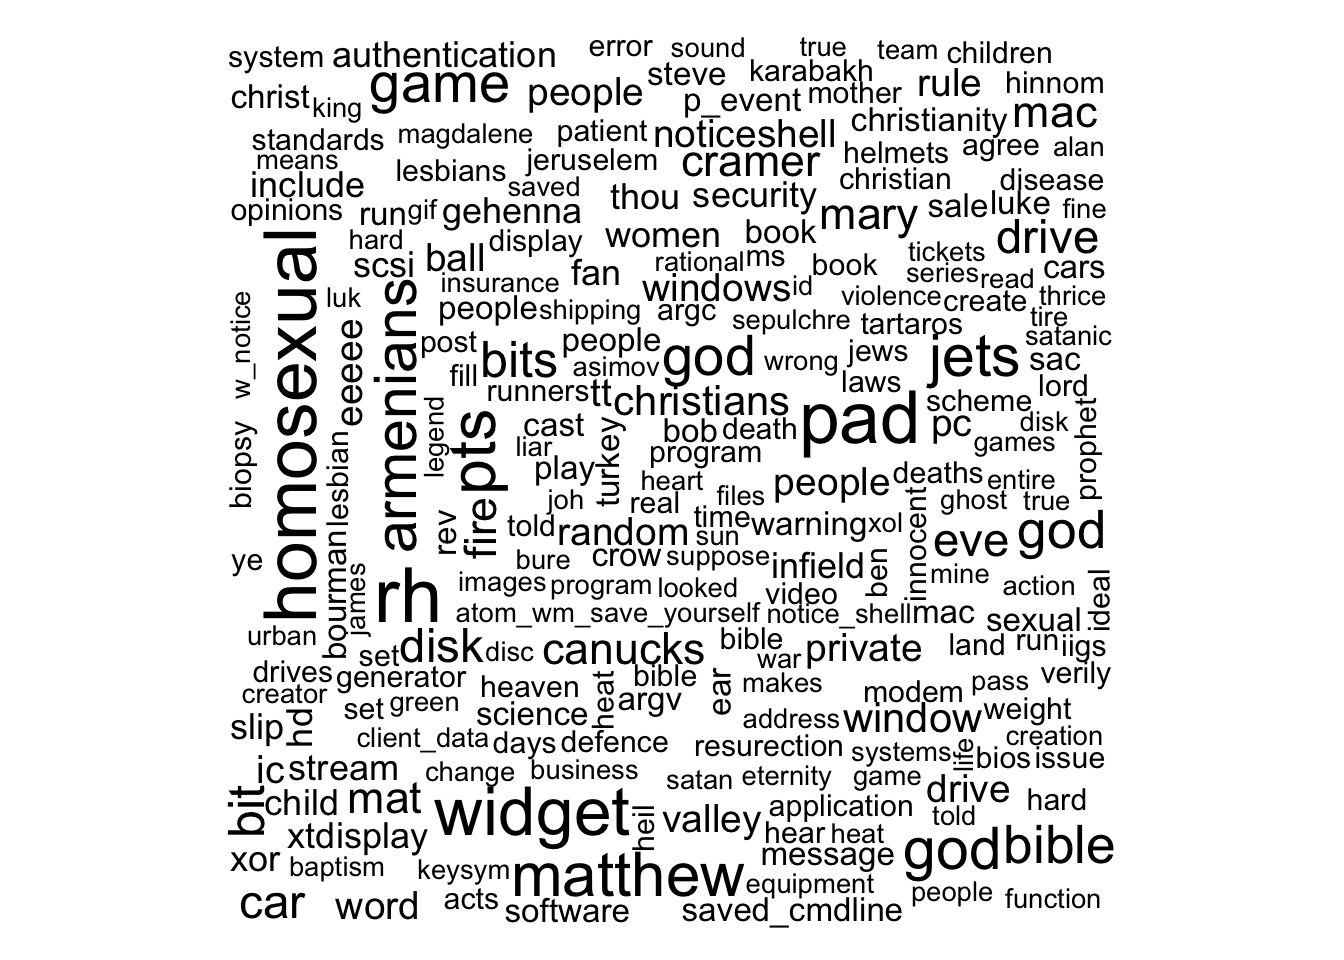 system authentication error sound true team children
christ king game people steve karabakh rule hinnom
p_event mother christianity mac
standards magdalene patient noticeshell
means lesbians jeruselem cramer helmets agree alan
include saved thou security christian disease
opinions run gif gehenna women book mary sale luke fine
homosexual hard display drive
scsi ball fan rational ms book tickets cars
insurance windows id series read
w_notice luk armenians people shipping argc violence create thrice
eeeee sepulchre tartaros tire
post bits people god wrong jews jets satanic
fill asimov laws sac
runners tt christians pad scheme lord
biopsy lesbian legend pts cast bob death pc disk prophet
liar turkey program games
play heart people deaths entire
joh real files ghost true
rev fire told random time warning xol innocent eve god
sun
ye bourman bure crow suppose infield ben mine
james rh images program looked video action ideal
atom_wm_save_yourself notice_shell mac sexual
urban set disk disc canucks bible private land run iigs
war
drives generator heaven heat bible ear makes modem pass verily
creator set green science argv
slip hd address window weight
client_data days defence resurection systems life creation
ic stream change business bios issue
satan eternity game drive
bit child mat widget hell valley application told hard
xtdisplay hear heat
xor baptism keysym matthew message god bible
equipment
car word acts software saved_cmdline people function